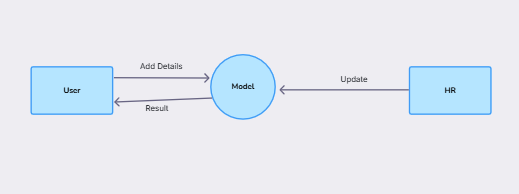 Add Details
User
Model
Result
Update
HR